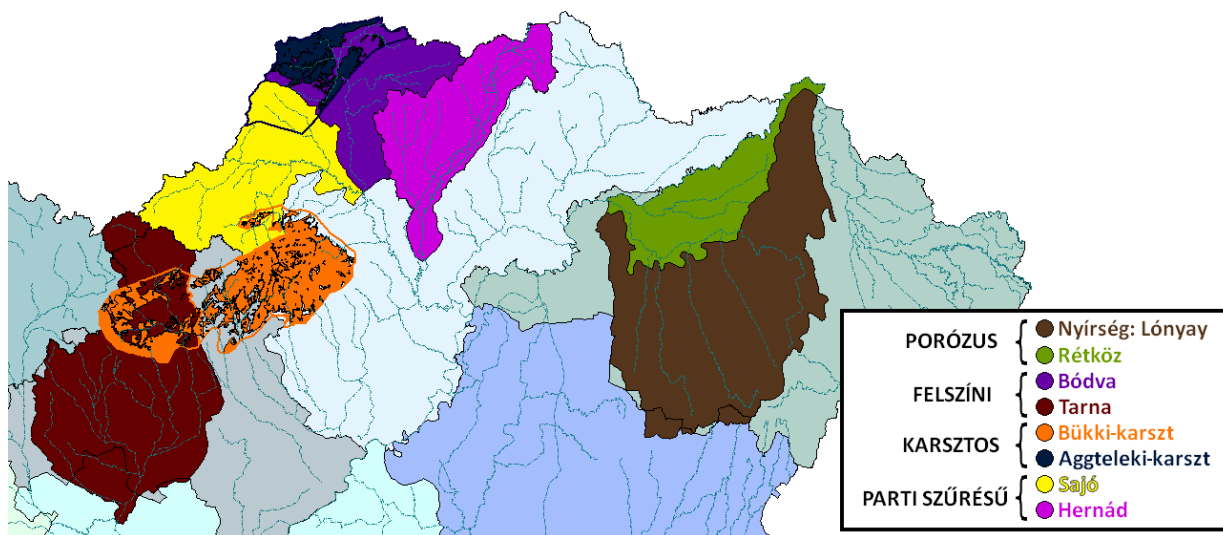 PORÓZUS { Nyírség: Lónyay
Rétköz
FELSZÍNI { Bódva
Tarna
KARSZTOS { Bükki-karszt
Aggteleki-karszt
PARTI SZŰRÉSŰ { Sajó
Hernád